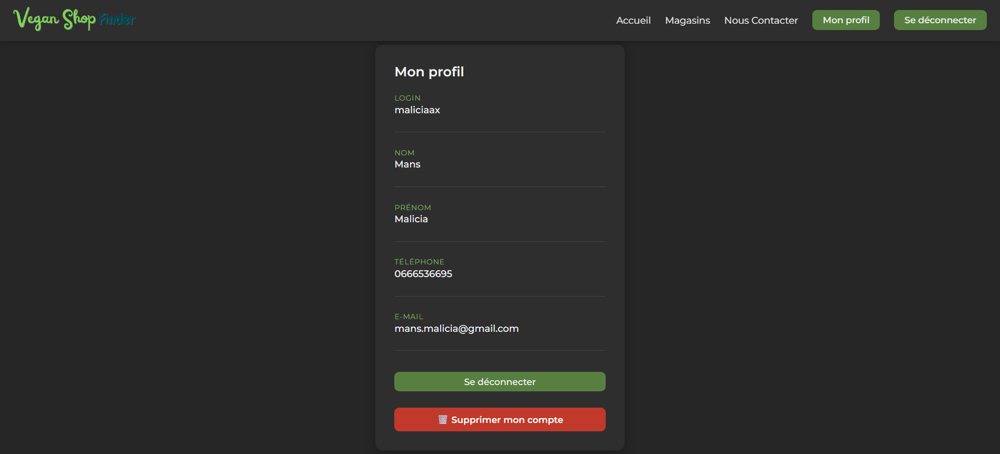 Vegan Shop Finder
Accueil Magasins Nous Contacter Mon profil Se déconnecter
Mon profil
LOGIN
maliciaax
NOM
Mans
PRÉNOM
Malicia
TÉLÉPHONE
0666536695
E-MAIL
mans.malicia@gmail.com
Se déconnecter
Supprimer mon compte